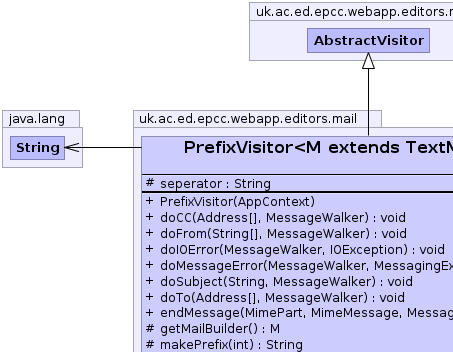 uk.ac.ed.epcc.webapp.editors.m
AbstractVisitor
java.lang
String
uk.ac.ed.epcc.webapp.editors.mail
PrefixVisitor<M extends TextM
# seperator : String
+ PrefixVisitor(AppContext)
+ doCC(Address[], MessageWalker) : void
+ doFrom(String[], MessageWalker) : void
+ doIOError(MessageWalker, IOException) : void
+ doMessageError(MessageWalker, MessagingEx
+ doSubject(String, MessageWalker) : void
+ doTo(Address[], MessageWalker) : void
+ endMessage(MimePart, MimeMessage, Messa
# getMailBuilder() : M
# makePrefix(int) : String